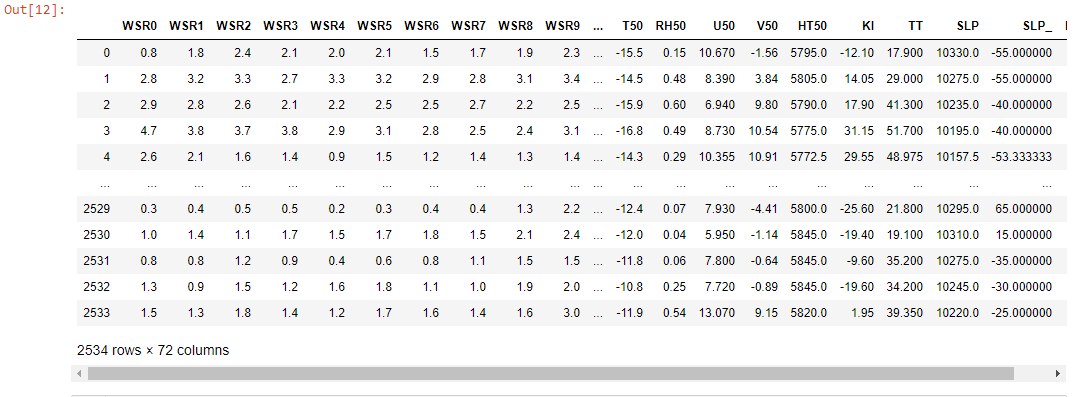 Out[12]:
WSR0 WSR1 WSR2 WSR3 WSR4 WSR5 WSR6 WSR7 WSR8 WSR9 ... T50 RH50 U50 V50 HT50 KI TT SLP SLP_
0 0.8 1.8 2.4 2.1 2.0 2.1 1.5 1.7 1.9 2.3 ... -15.5 0.15 10.670 -1.56 5795.0 -12.10 17.900 10330.0 -55.000000
1 2.8 3.2 3.3 2.7 3.3 3.2 2.9 2.8 3.1 3.4 ... -14.5 0.48 8.390 3.84 5805.0 14.05 29.000 10275.0 -55.000000
2 2.9 2.8 2.6 2.1 2.2 2.5 2.5 2.7 2.2 2.5 ... -15.9 0.60 6.940 9.80 5790.0 17.90 41.300 10235.0 -40.000000
3 4.7 3.8 3.7 3.8 2.9 3.1 2.8 2.5 2.4 3.1 ... -16.8 0.49 8.730 10.54 5775.0 31.15 51.700 10195.0 -40.000000
4 2.6 2.1 1.6 1.4 0.9 1.5 1.2 1.4 1.3 1.4 ... -14.3 0.29 10.355 10.91 5772.5 29.55 48.975 10157.5 -53.333333
... ... ... ... ... ... ... ... ... ... ... ... ... ... ... ... ... ... ... ... ...
2529 0.3 0.4 0.5 0.5 0.2 0.3 0.4 0.4 1.3 2.2 ... -12.4 0.07 7.930 -4.41 5800.0 -25.60 21.800 10295.0 65.000000
2530 1.0 1.4 1.1 1.7 1.5 1.7 1.8 1.5 2.1 2.4 ... -12.0 0.04 5.950 -1.14 5845.0 -19.40 19.100 10310.0 15.000000
2531 0.8 0.8 1.2 0.9 0.4 0.6 0.8 1.1 1.5 1.5 ... -11.8 0.06 7.800 -0.64 5845.0 -9.60 35.200 10275.0 -35.000000
2532 1.3 0.9 1.5 1.2 1.6 1.8 1.1 1.0 1.9 2.0 ... -10.8 0.25 7.720 -0.89 5845.0 -19.60 34.200 10245.0 -30.000000
2533 1.5 1.3 1.8 1.4 1.2 1.7 1.6 1.4 1.6 3.0 ... -11.9 0.54 13.070 9.15 5820.0 1.95 39.350 10220.0 -25.000000
2534 rows × 72 columns